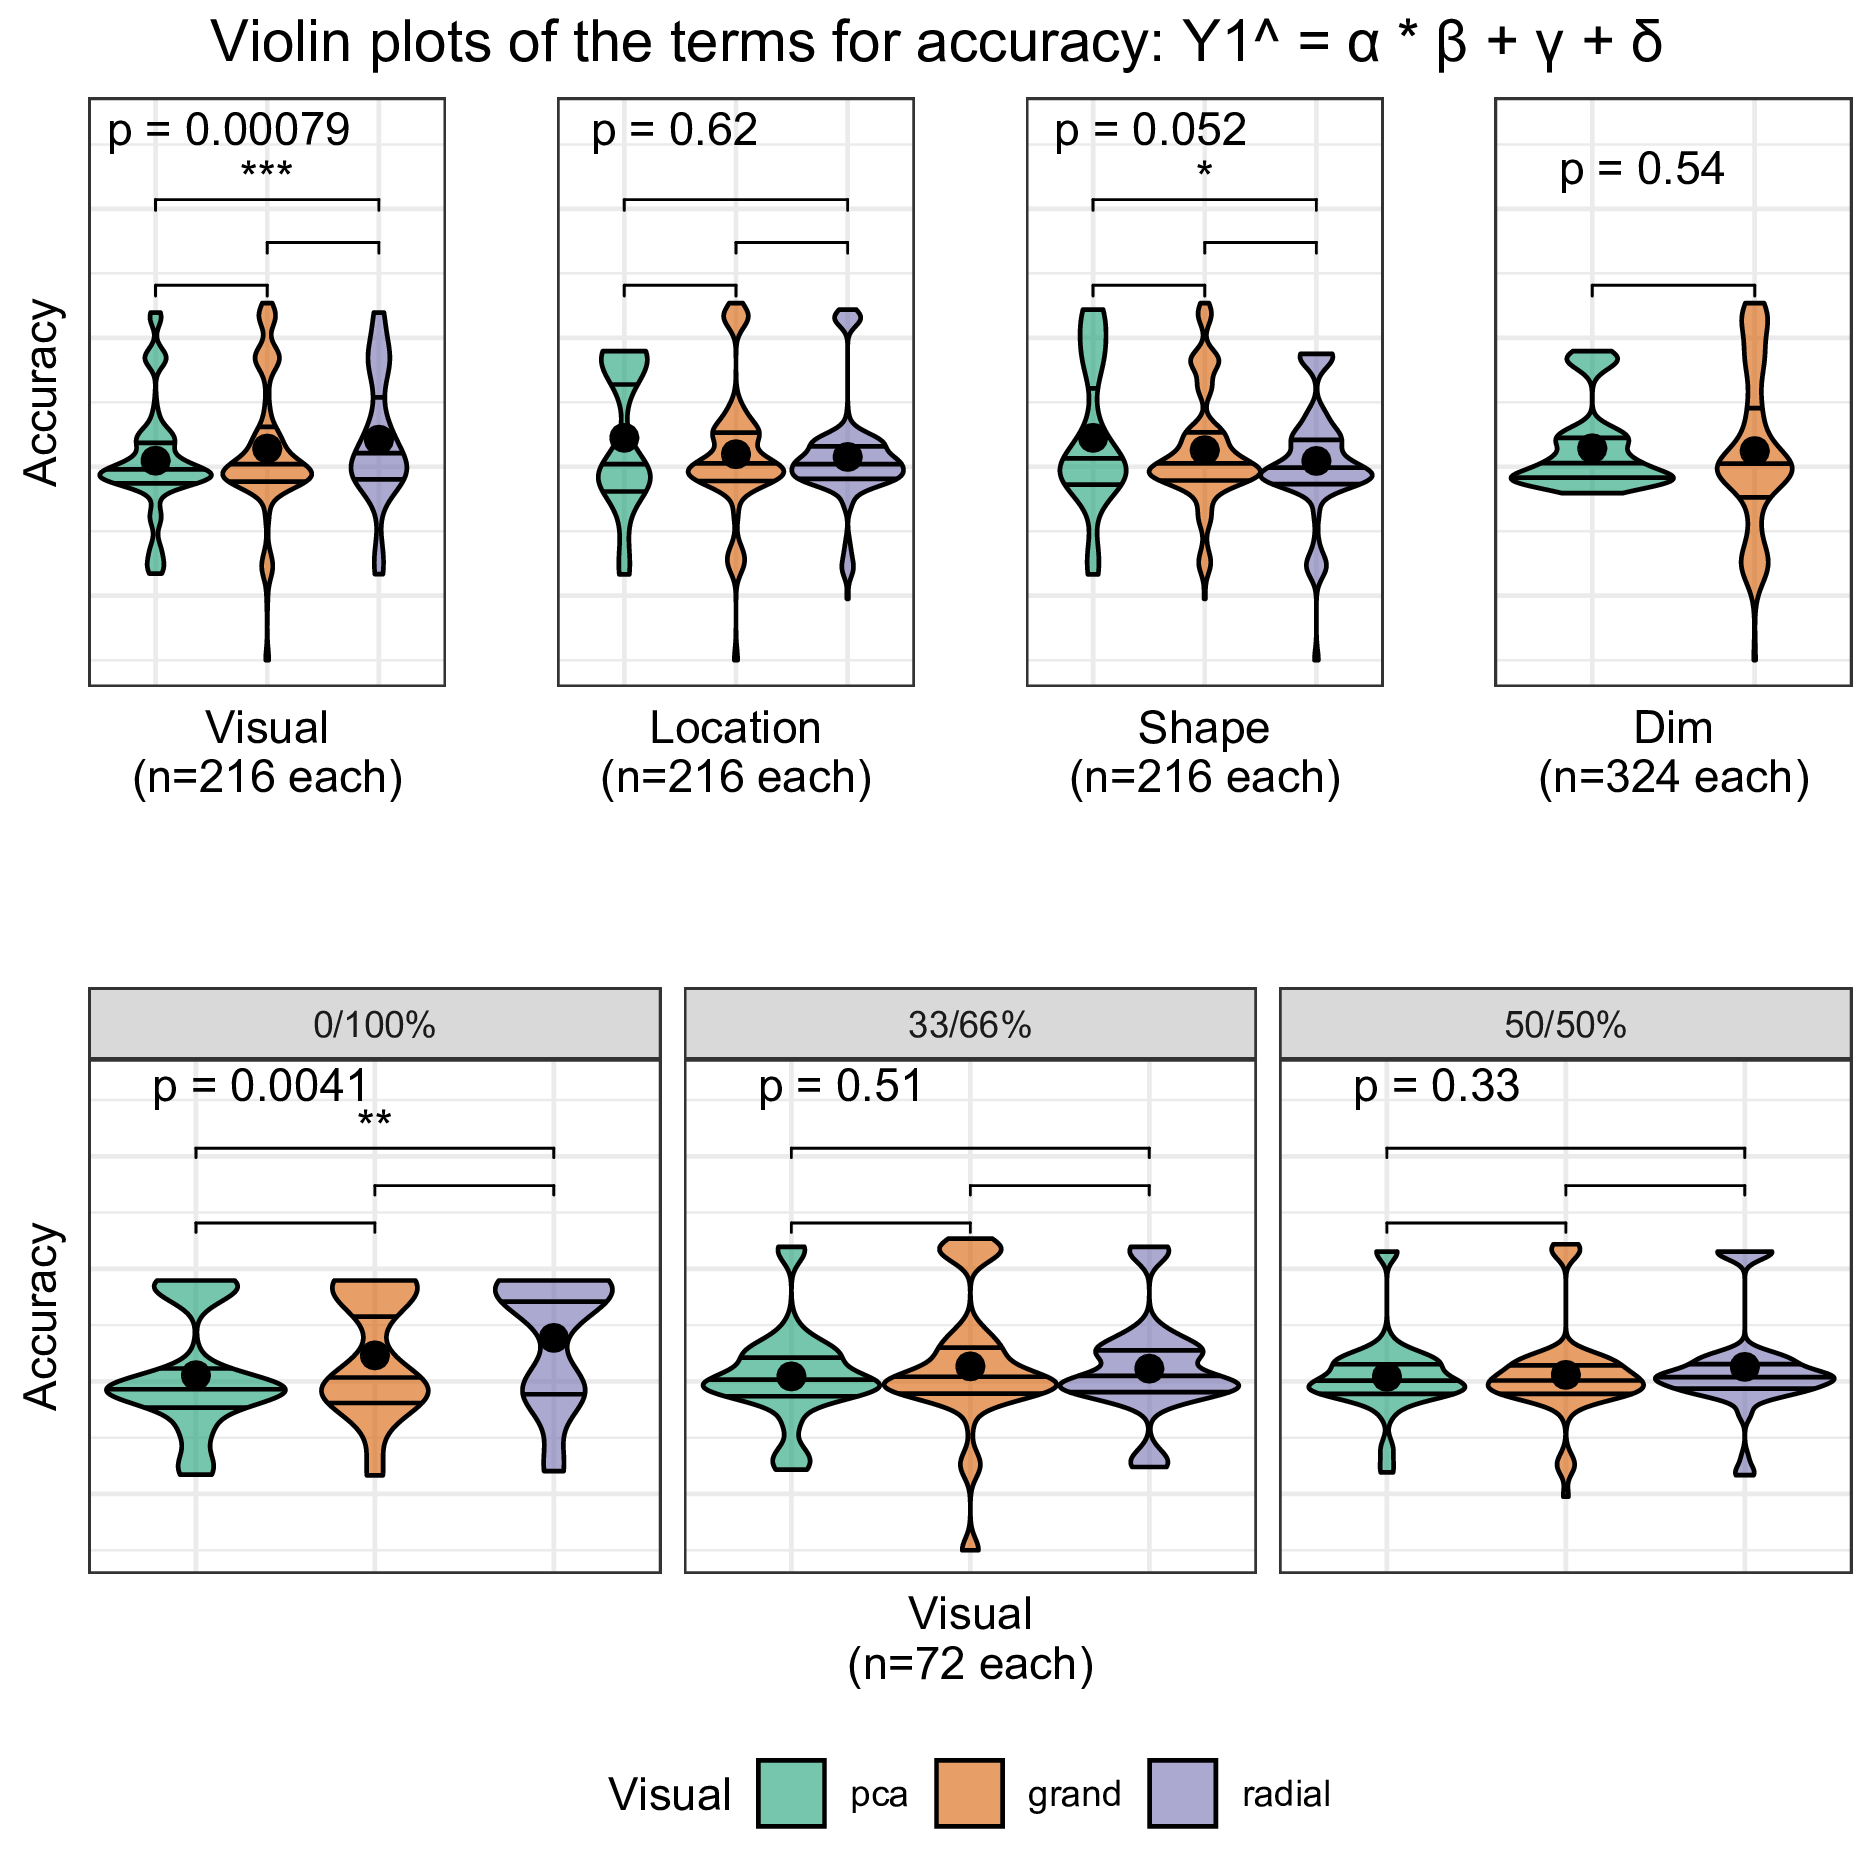 Violin plots of the terms for accuracy: Y1^ = α * β + γ + δ
p = 0.00079
***
p = 0.62
p = 0.052
*
p = 0.54
Accuracy
Visual
(n=216 each)
Location
(n=216 each)
Shape
(n=216 each)
Dim
(n=324 each)
0/100%
33/66%
50/50%
p = 0.0041
**
p = 0.51
p = 0.33
Accuracy
Visual
(n=72 each)
Visual pca grand radial